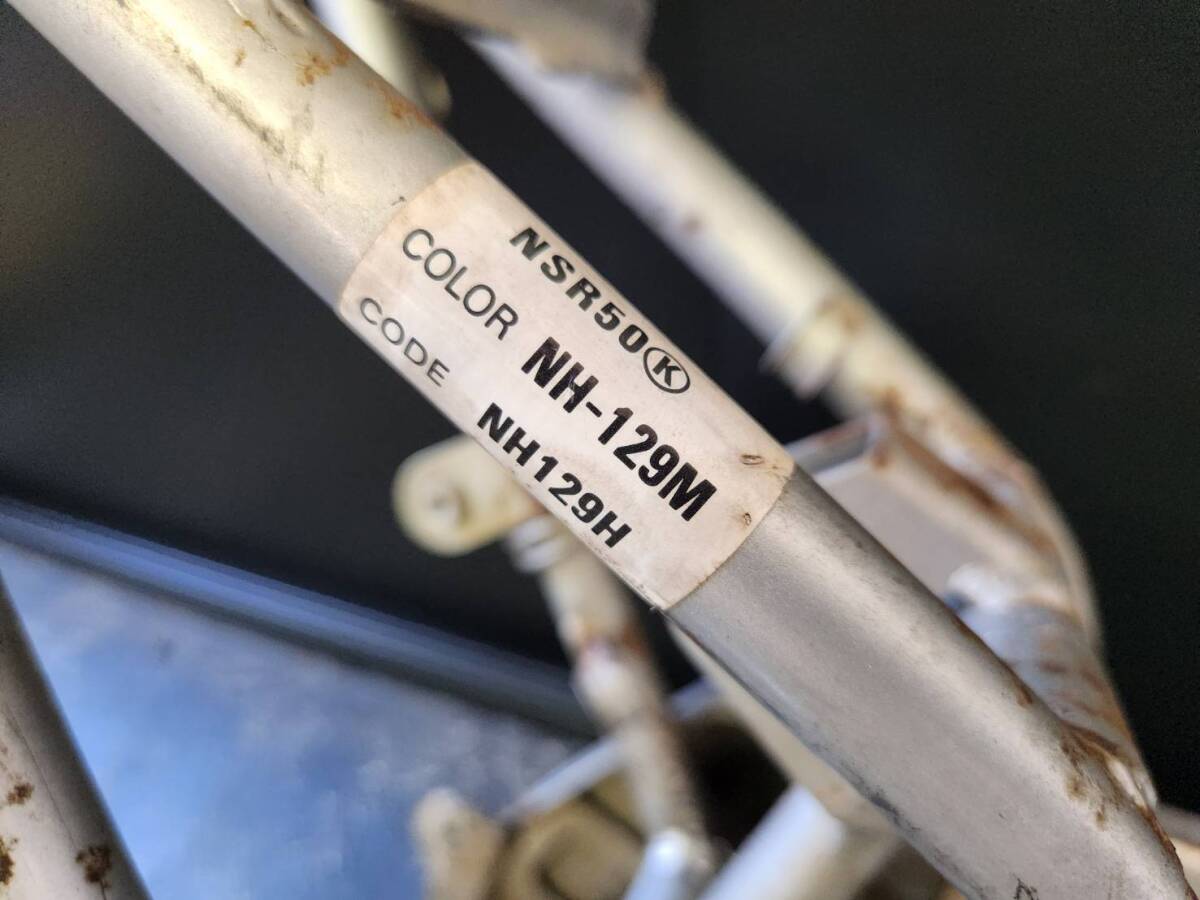 NSR50Ⓚ
COLOR NH-129M
CODE NH129H